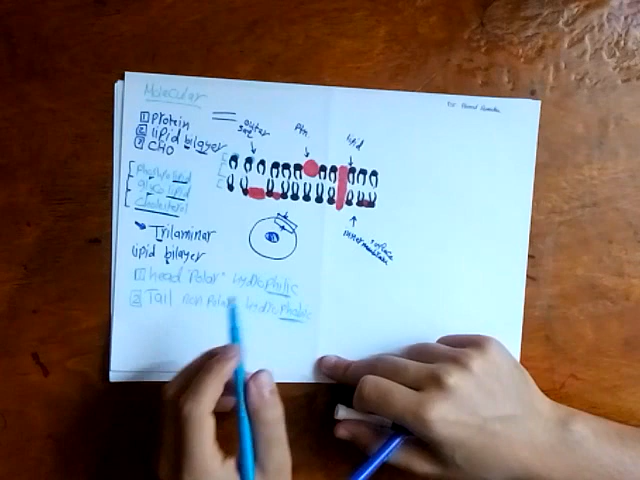 Molecular
1 Protein
2 lipid bilayer
3 CHO
Phospholipid
glycolipid
Cholesterol
Trilaminar
lipid bilayer
1 head "Polar" hydrophilic
2 Tail non Polar hydrophobic
outer
Ptn
lipid
inner surface
membrane